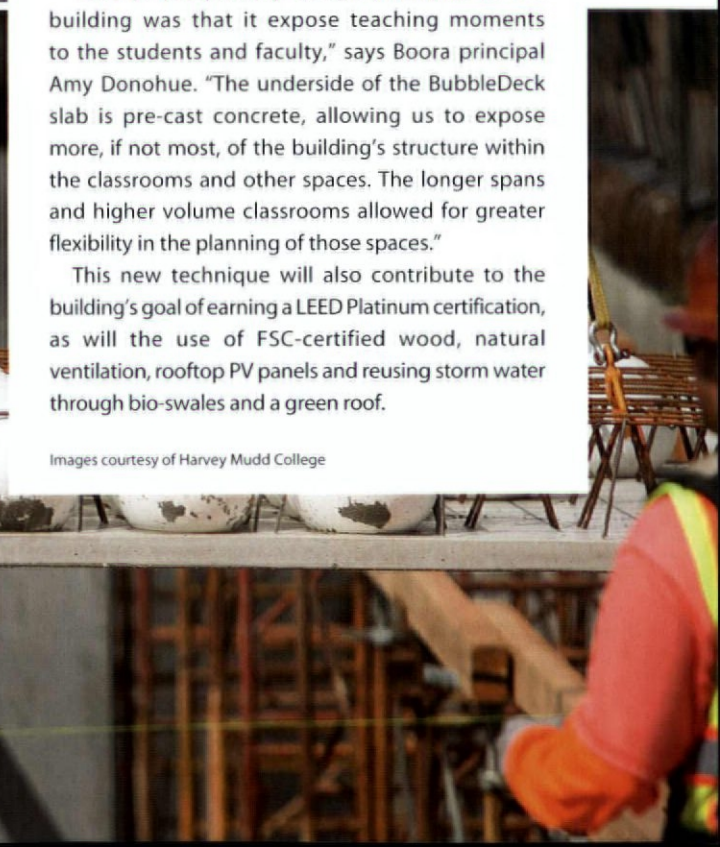 building was that it expose teaching moments
to the students and faculty,” says Boora principal
Amy Donohue. “The underside of the BubbleDeck
slab is pre-cast concrete, allowing us to expose
more, if not most, of the building’s structure within
the classrooms and other spaces. The longer spans
and higher volume classrooms allowed for greater
flexibility in the planning of those spaces.”
This new technique will also contribute to the
building’s goal of earning a LEED Platinum certification,
as will the use of FSC-certified wood, natural
ventilation, rooftop PV panels and reusing storm water
through bio-swales and a green roof.
Images courtesy of Harvey Mudd College